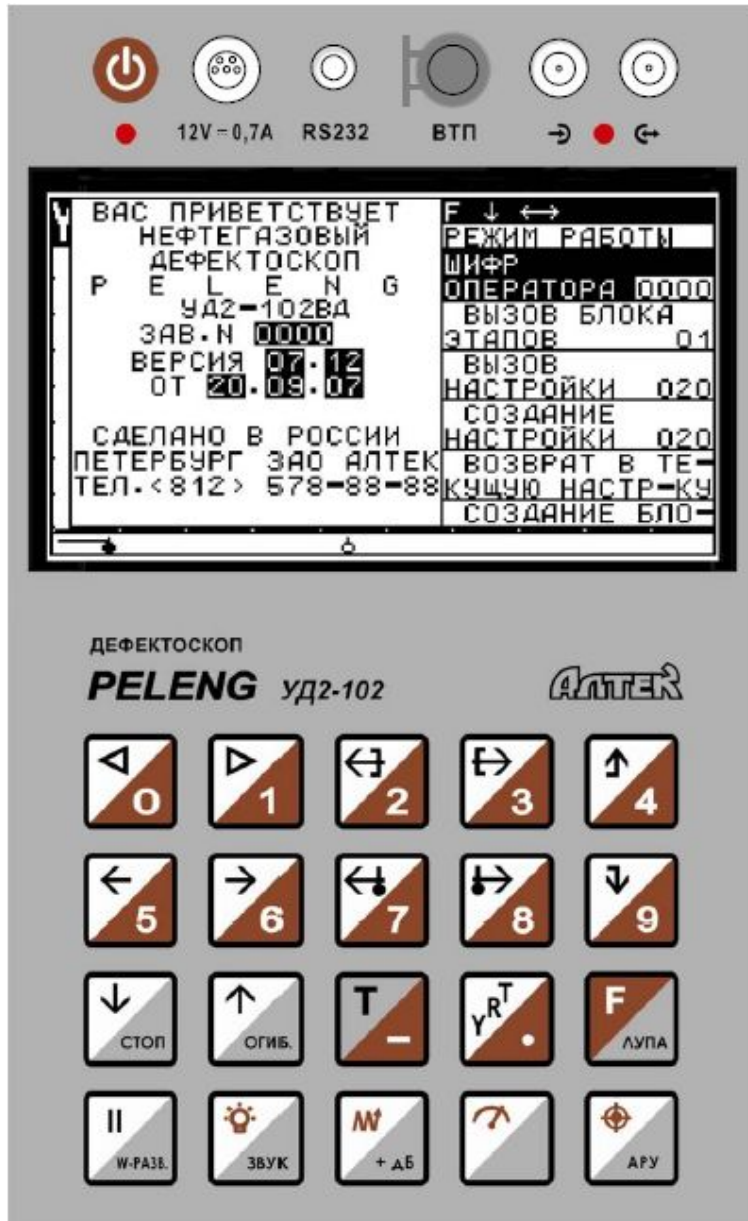 12V=0,7A RS232 ВТП
ВАС ПРИВЕТСТВУЕТ
НЕФТЕГАЗОВЫЙ
ДЕФЕКТОСКОП
P E L E N G
УД2-102ВД
ЗАВ.N 0000
ВЕРСИЯ 07.12
ОТ 20.09.07
СДЕЛАНО В РОССИИ
ПЕТЕРБУРГ ЗАО АЛТЕК
ТЕЛ.<812> 578-88-88
F ↓ ↔
РЕЖИМ РАБОТЫ
ШИФР
ОПЕРАТОРА 0000
ВЫЗОВ БЛОКА
ЭТАПОВ 01
ВЫЗОВ
НАСТРОЙКИ 020
СОЗДАНИЕ
НАСТРОЙКИ 020
ВОЗВРАТ В ТЕ-
КУЩУЮ НАСТР-КУ
СОЗДАНИЕ БЛО-
ДЕФЕКТОСКОП
PELENG УД2-102 АЛТЕК
0 1 2 3 4
5 6 7 8 9
СТОП ОГИБ. T – YRT • F ЛУПА
II W-РАЗВ. ЗВУК + дБ АРУ